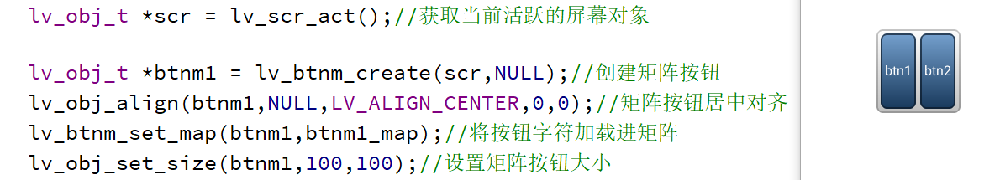 lv_obj_t *scr = lv_scr_act();//获取当前活跃的屏幕对象
lv_obj_t *btnm1 = lv_btnm_create(scr,NULL);//创建矩阵按钮
lv_obj_align(btnm1,NULL,LV_ALIGN_CENTER,0,0);//矩阵按钮居中对齐
lv_btnm_set_map(btnm1,btnm1_map);//将按钮字符加载进矩阵
lv_obj_set_size(btnm1,100,100);//设置矩阵按钮大小
btn1 btn2